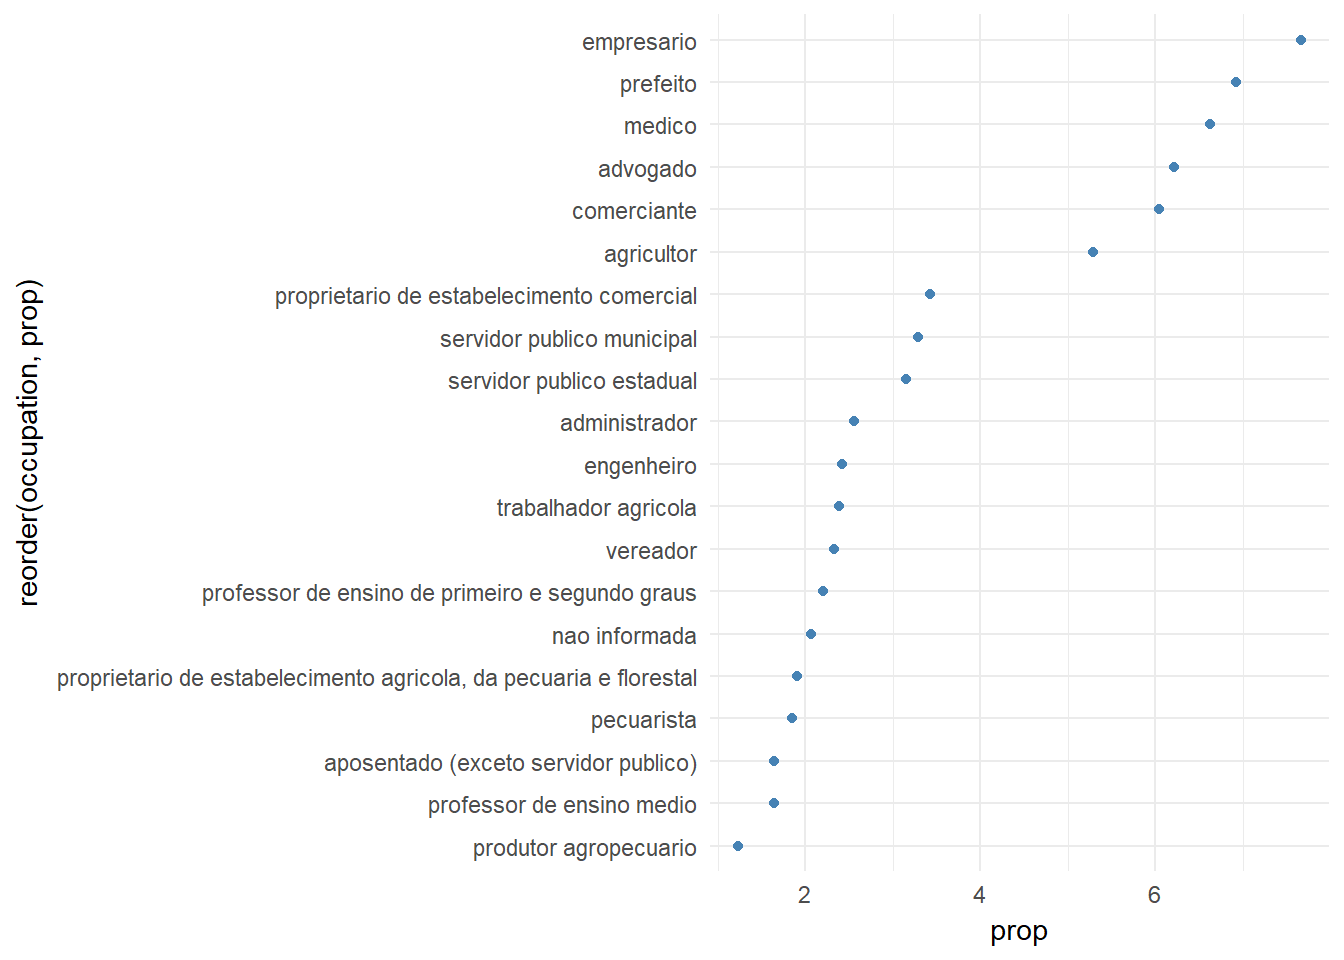 empresario
prefeito
medico
advogado
comerciante
agricultor
proprietario de estabelecimento comercial
servidor publico municipal
servidor publico estadual
administrador
engenheiro
trabalhador agricola
vereador
professor de ensino de primeiro e segundo graus
nao informada
proprietario de estabelecimento agricola, da pecuaria e florestal
pecuarista
aposentado (exceto servidor publico)
professor de ensino medio
produtor agropecuario
reorder(occupation, prop)
2 4 6
prop